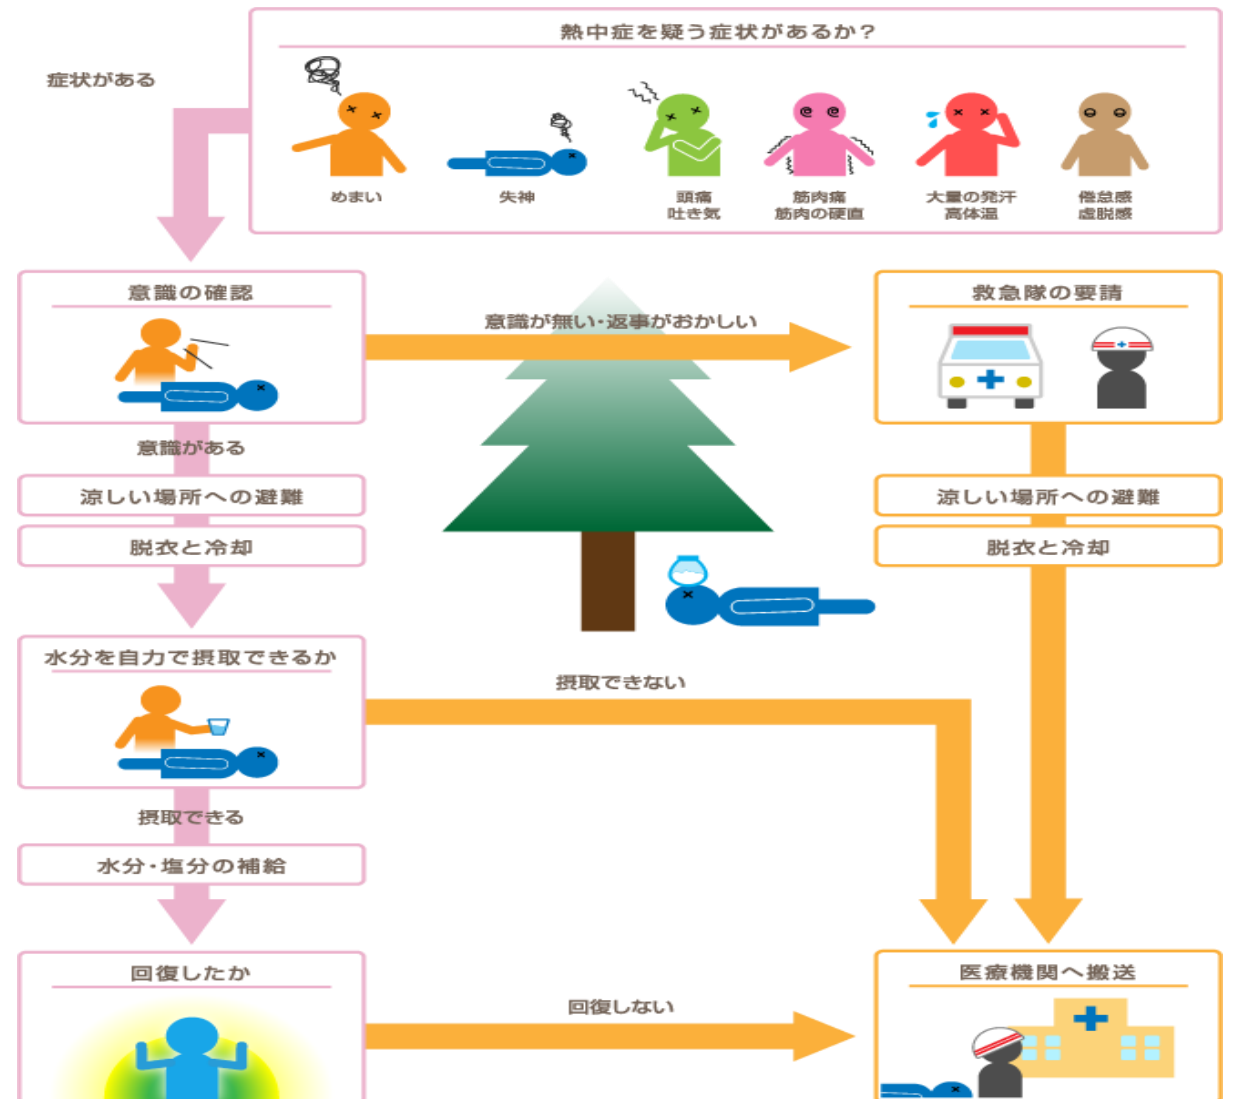 熱中症を疑う症状があるか？
症状がある
めまい
失神
頭痛
吐き気
筋肉痛
筋肉の硬直
大量の発汗
高体温
倦怠感
虚脱感
意識の確認
意識が無い・返事がおかしい
救急隊の要請
意識がある
涼しい場所への避難
涼しい場所への避難
脱衣と冷却
脱衣と冷却
水分を自力で摂取できるか
摂取できない
摂取できる
水分・塩分の補給
回復したか
回復しない
医療機関へ搬送